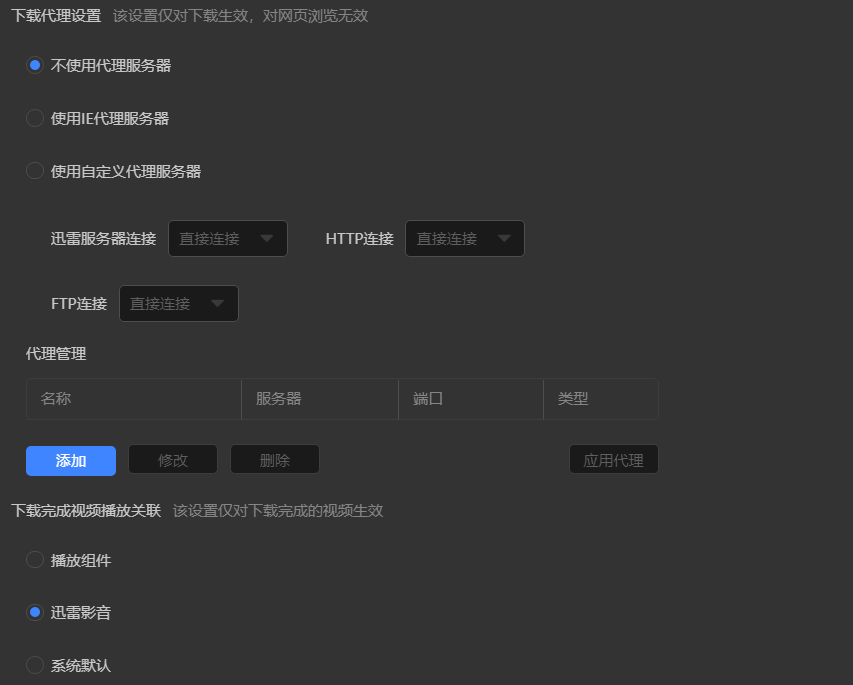 下载代理设置 该设置仅对下载生效，对网页浏览无效
不使用代理服务器
使用IE代理服务器
使用自定义代理服务器
迅雷服务器连接 直接连接 HTTP连接 直接连接
FTP连接 直接连接
代理管理
名称 服务器 端口 类型
添加 修改 删除 应用代理
下载完成视频播放关联 该设置仅对下载完成的视频生效
播放组件
迅雷影音
系统默认